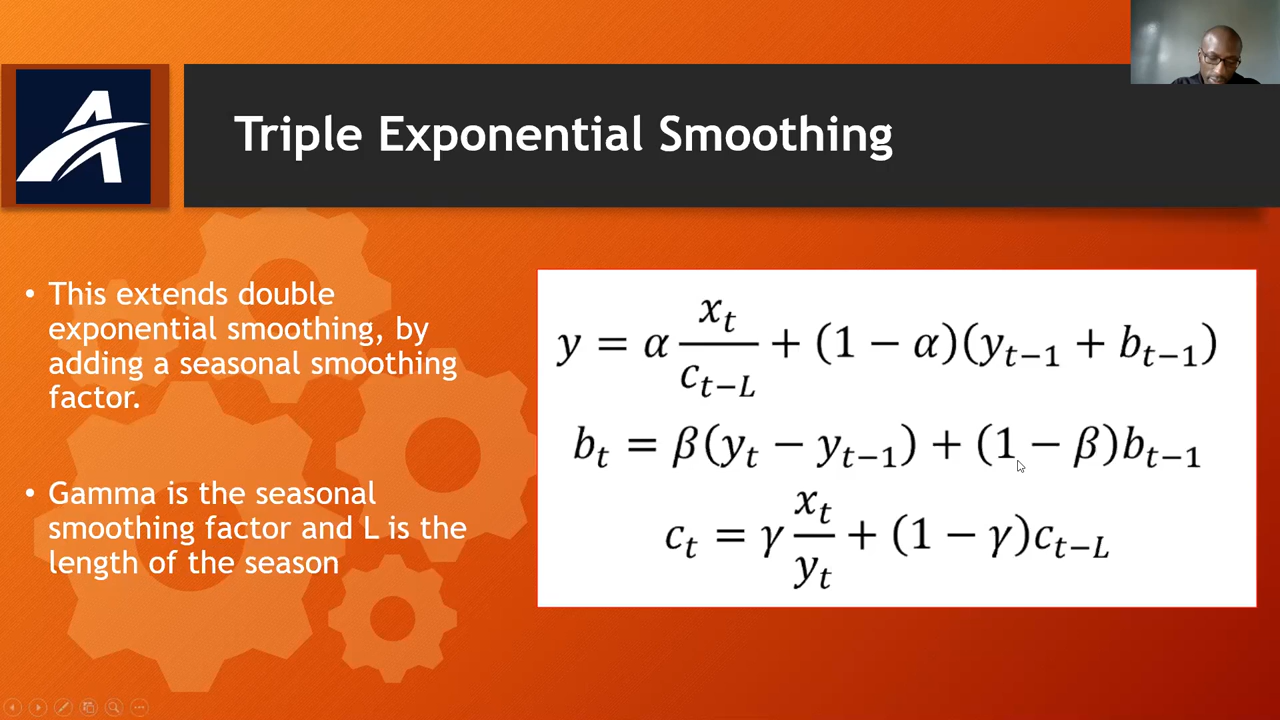 Triple Exponential Smoothing
• This extends double
exponential smoothing, by
adding a seasonal smoothing
factor.
• Gamma is the seasonal
smoothing factor and L is the
length of the season
y = α x_t / c_{t−L} + (1 − α)(y_{t−1} + b_{t−1})
b_t = β(y_t − y_{t−1}) + (1 − β)b_{t−1}
c_t = γ x_t / y_t + (1 − γ)c_{t−L}